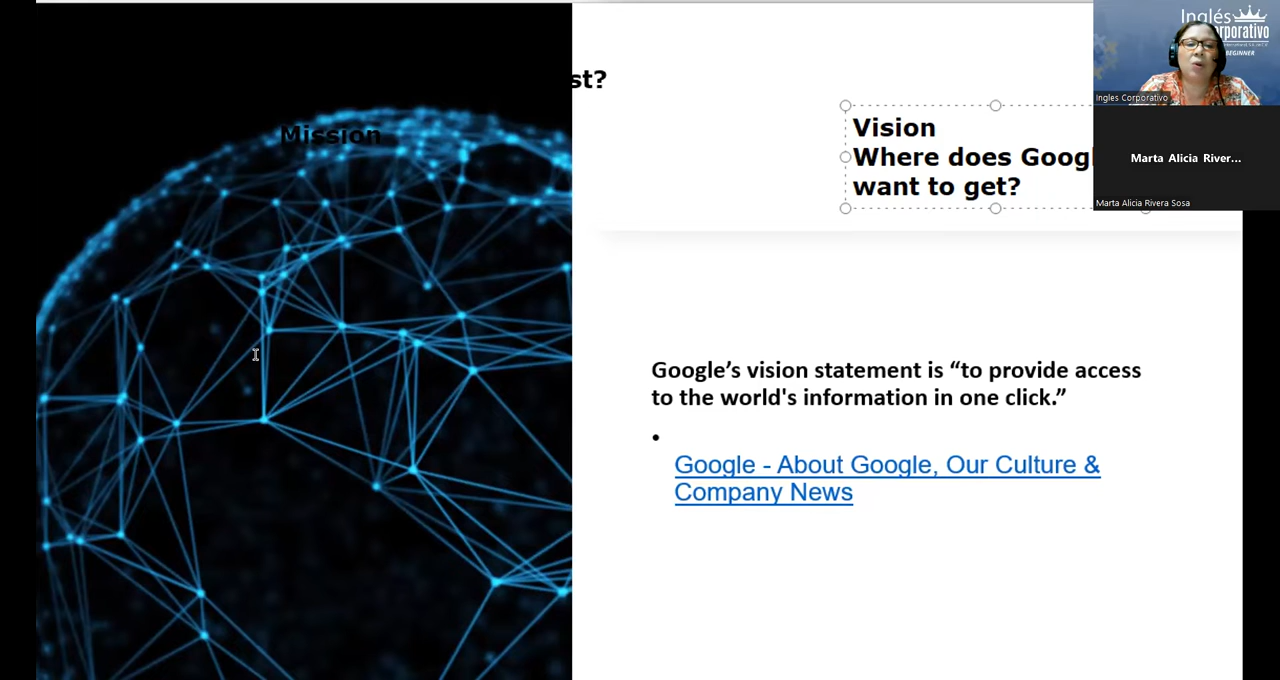 st?
Mission
Vision
Where does Googl
want to get?
Google’s vision statement is “to provide access
to the world's information in one click.”
•
Google - About Google, Our Culture &
Company News
Inglés
orporativo
BEGINNER
Ingles Corporativo
Marta Alicia River...
Marta Alicia Rivera Sosa